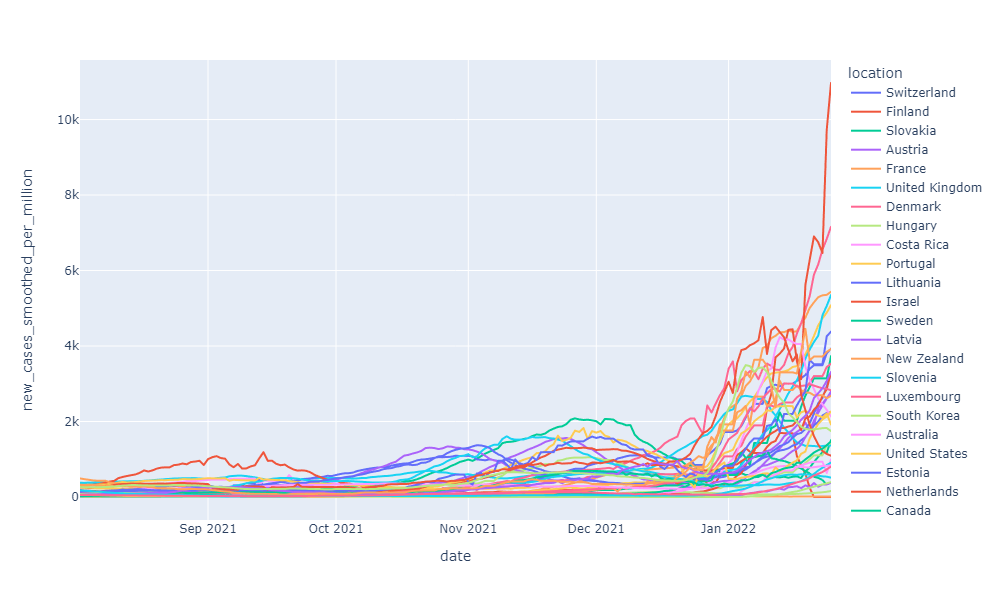 new_cases_smoothed_per_million
10k
8k
6k
4k
2k
0
Sep 2021
Oct 2021
Nov 2021
Dec 2021
Jan 2022
date
location
Switzerland
Finland
Slovakia
Austria
France
United Kingdom
Denmark
Hungary
Costa Rica
Portugal
Lithuania
Israel
Sweden
Latvia
New Zealand
Slovenia
Luxembourg
South Korea
Australia
United States
Estonia
Netherlands
Canada